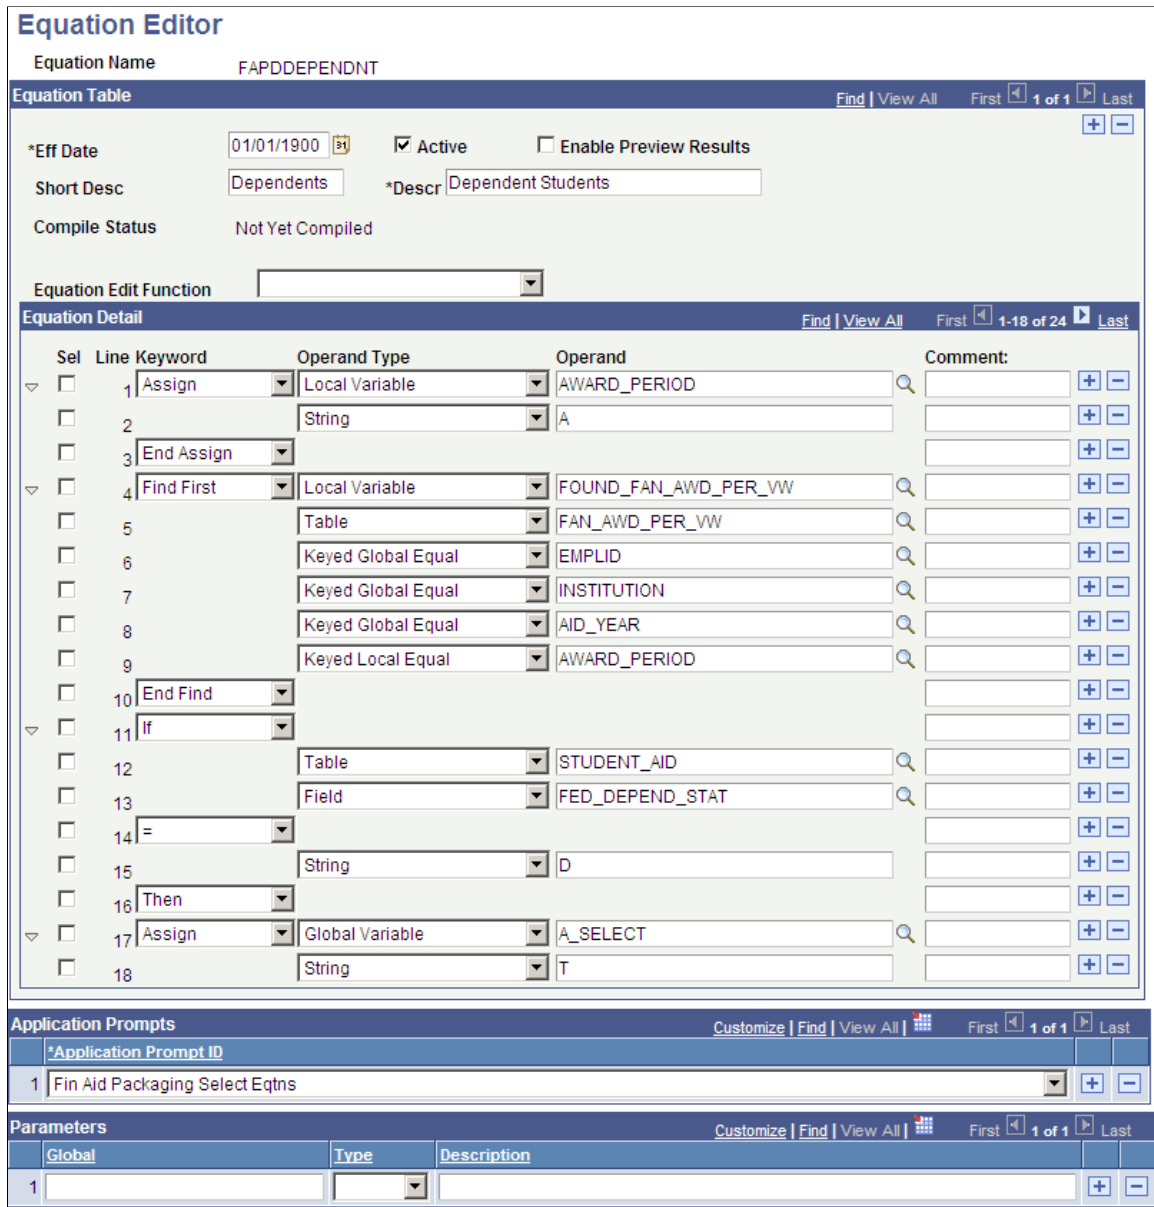 Equation Editor
Equation Name FAPDDEPENDNT
Equation Table Find | View All First 1 of 1 Last
*Eff Date 01/01/1900 31 Active Enable Preview Results
Short Desc Dependents *Descr Dependent Students
Compile Status Not Yet Compiled
Equation Edit Function
Equation Detail Find | View All First 1-18 of 24 Last
Sel Line Keyword Operand Type Operand Comment:
1 Assign Local Variable AWARD_PERIOD
2 String A
3 End Assign
4 Find First Local Variable FOUND_FAN_AWD_PER_VW
5 Table FAN_AWD_PER_VW
6 Keyed Global Equal EMPLID
7 Keyed Global Equal INSTITUTION
8 Keyed Global Equal AID_YEAR
9 Keyed Local Equal AWARD_PERIOD
10 End Find
11 If
12 Table STUDENT_AID
13 Field FED_DEPEND_STAT
14 =
15 String D
16 Then
17 Assign Global Variable A_SELECT
18 String T
Application Prompts Customize | Find | View All | First 1 of 1 Last
*Application Prompt ID
1 Fin Aid Packaging Select Eqtns
Parameters Customize | Find | View All | First 1 of 1 Last
Global Type Description
1